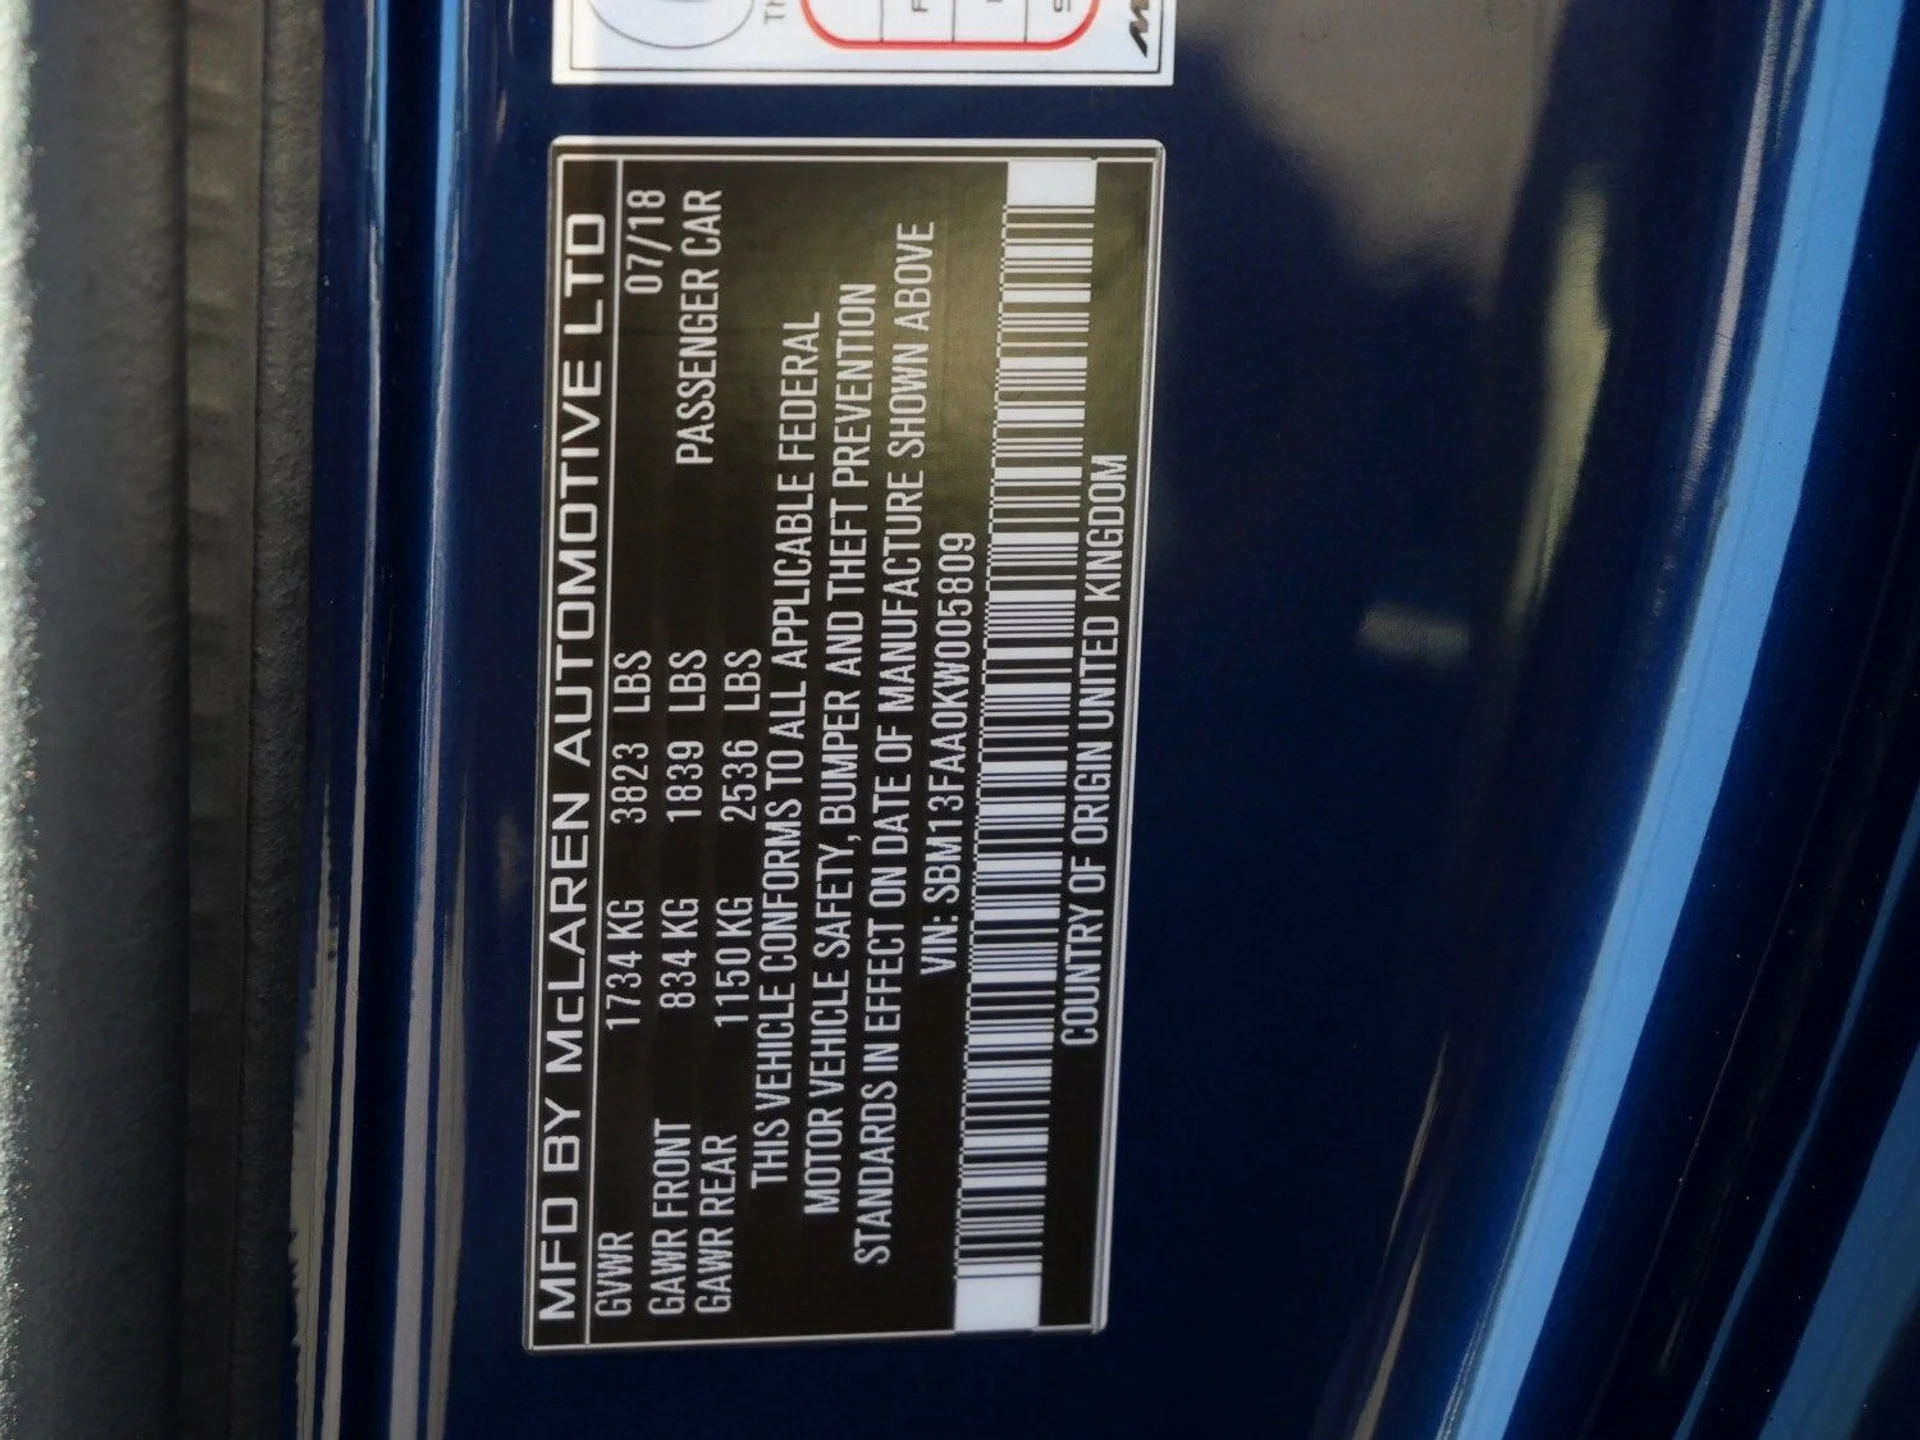 MFD BY McLAREN AUTOMOTIVE LTD
GVWR 1734 KG 3823 LBS 07/18
GAWR FRONT 834 KG 1839 LBS PASSENGER CAR
GAWR REAR 1150 KG 2536 LBS
THIS VEHICLE CONFORMS TO ALL APPLICABLE FEDERAL
MOTOR VEHICLE SAFETY, BUMPER AND THEFT PREVENTION
STANDARDS IN EFFECT ON DATE OF MANUFACTURE SHOWN ABOVE
VIN: SBM13FAA0KW005809
COUNTRY OF ORIGIN UNITED KINGDOM